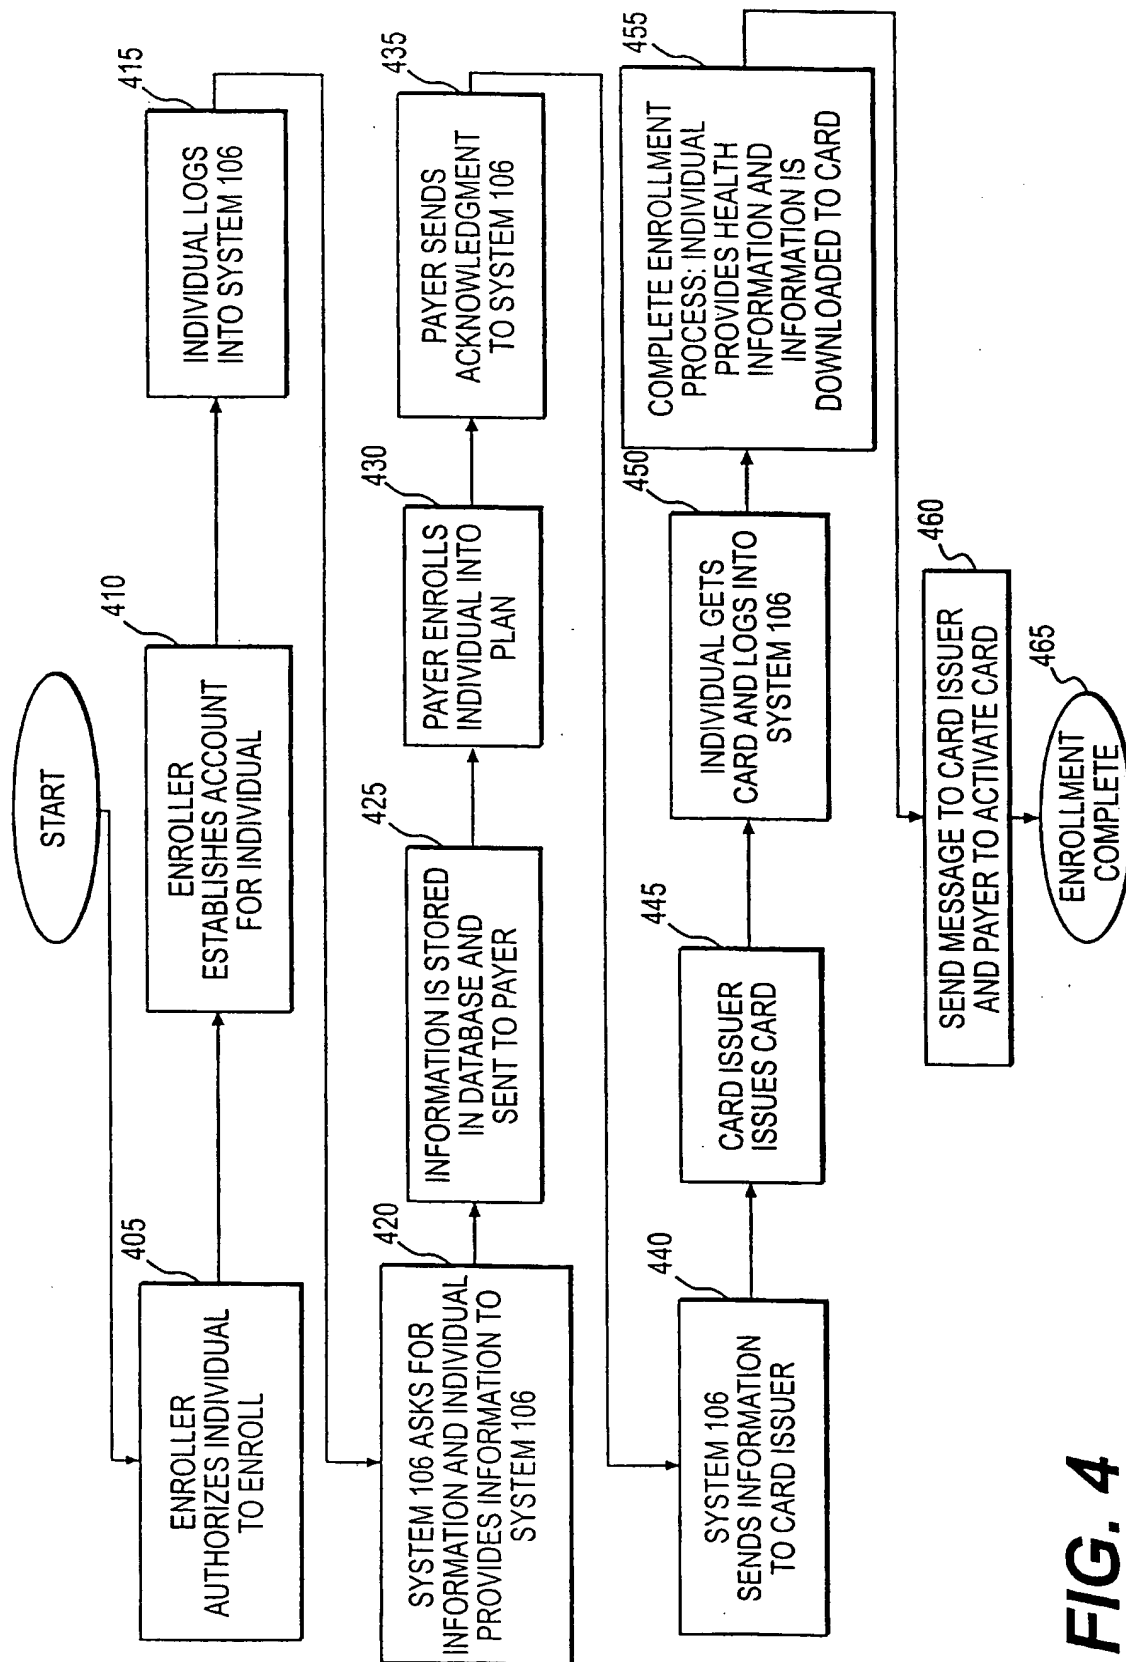 START
405
ENROLLER
AUTHORIZES INDIVIDUAL
TO ENROLL
410
ENROLLER
ESTABLISHES ACCOUNT
FOR INDIVIDUAL
415
INDIVIDUAL LOGS
INTO SYSTEM 106
420
SYSTEM 106 ASKS FOR
INFORMATION AND INDIVIDUAL
PROVIDES INFORMATION TO
SYSTEM 106
425
INFORMATION IS STORED
IN DATABASE AND
SENT TO PAYER
430
PAYER ENROLLS
INDIVIDUAL INTO
PLAN
435
PAYER SENDS
ACKNOWLEDGMENT
TO SYSTEM 106
440
SYSTEM 106
SENDS INFORMATION
TO CARD ISSUER
445
CARD ISSUER
ISSUES CARD
450
INDIVIDUAL GETS
CARD AND LOGS INTO
SYSTEM 106
455
COMPLETE ENROLLMENT
PROCESS: INDIVIDUAL
PROVIDES HEALTH
INFORMATION AND
INFORMATION IS
DOWNLOADED TO CARD
460
SEND MESSAGE TO CARD ISSUER
AND PAYER TO ACTIVATE CARD
465
ENROLLMENT
COMPLETE
FIG. 4